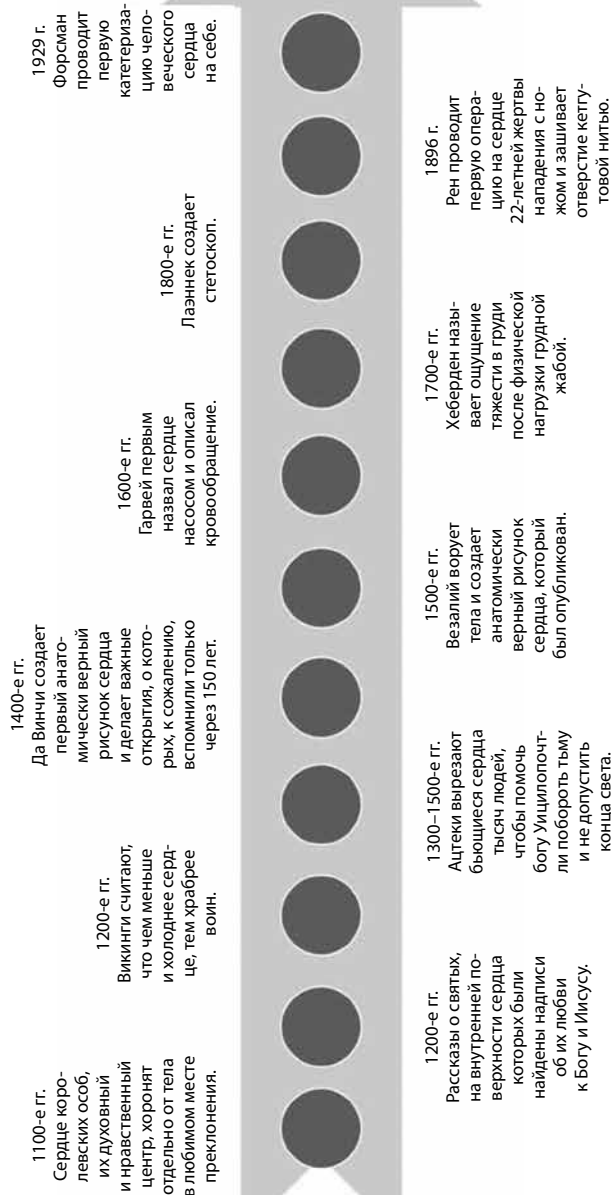 1100-е гг.
Сердце коро-
левских особ,
их духовный
и нравственный
центр, хоронят
отдельно от тела
в любимом месте
преклонения.
1200-е гг.
Рассказы о святых,
на внутренней по-
верхности сердца
которых были
найдены надписи
об их любви
к Богу и Иисусу.
1200-е гг.
Викинги считают,
что чем меньше
и холоднее серд-
це, тем храбрее
воин.
1300–1500-е гг.
Ацтеки вырезают
бьющиеся сердца
тысяч людей,
чтобы помочь
богу Уицилопочт-
ли побороть тьму
и не допустить
конца света.
1400-е гг.
Да Винчи создает
первый анато-
мически верный
рисунок сердца
и делает важные
открытия, о кото-
рых, к сожалению,
вспомнили только
через 150 лет.
1500-е гг.
Везалий ворует
тела и создает
анатомически
верный рисунок
сердца, который
был опубликован.
1600-е гг.
Гарвей первым
назвал сердце
насосом и описал
кровообращение.
1700-е гг.
Хеберден назы-
вает ощущение
тяжести в груди
после физической
нагрузки грудной
жабой.
1800-е гг.
Лаэннек создает
стетоскоп.
1896 г.
Рен проводит
первую опера-
цию на сердце
22-летней жертвы
нападения с но-
жом и зашивает
отверстие кетгу-
товой нитью.
1929 г.
Форсман
проводит
первую
катетериза-
цию чело-
веческого
сердца
на себе.